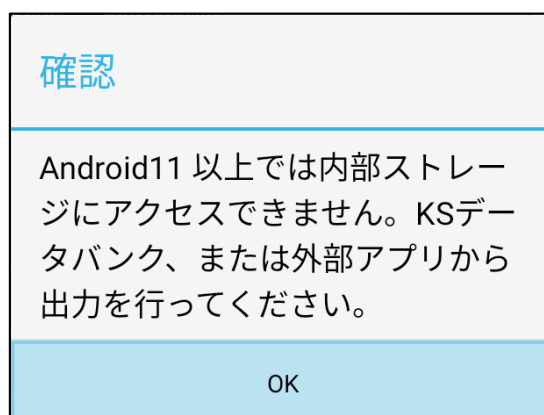 確認
Android11 以上では内部ストレー
ジにアクセスできません。KSデー
タバンク、または外部アプリから
出力を行ってください。
OK